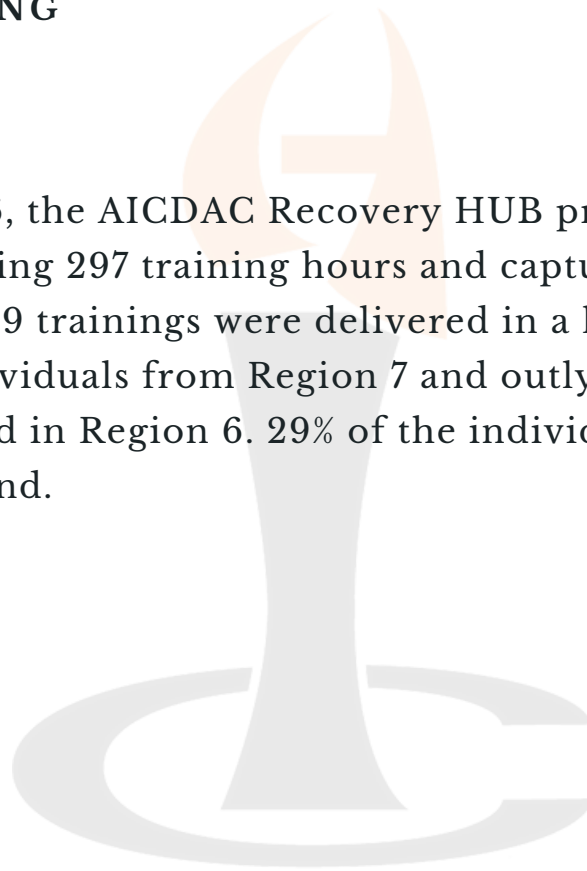 NG
, the AICDAC Recovery HUB pr
ing 297 training hours and captu
9 trainings were delivered in a
viduals from Region 7 and outly
d in Region 6. 29% of the individ
nd.